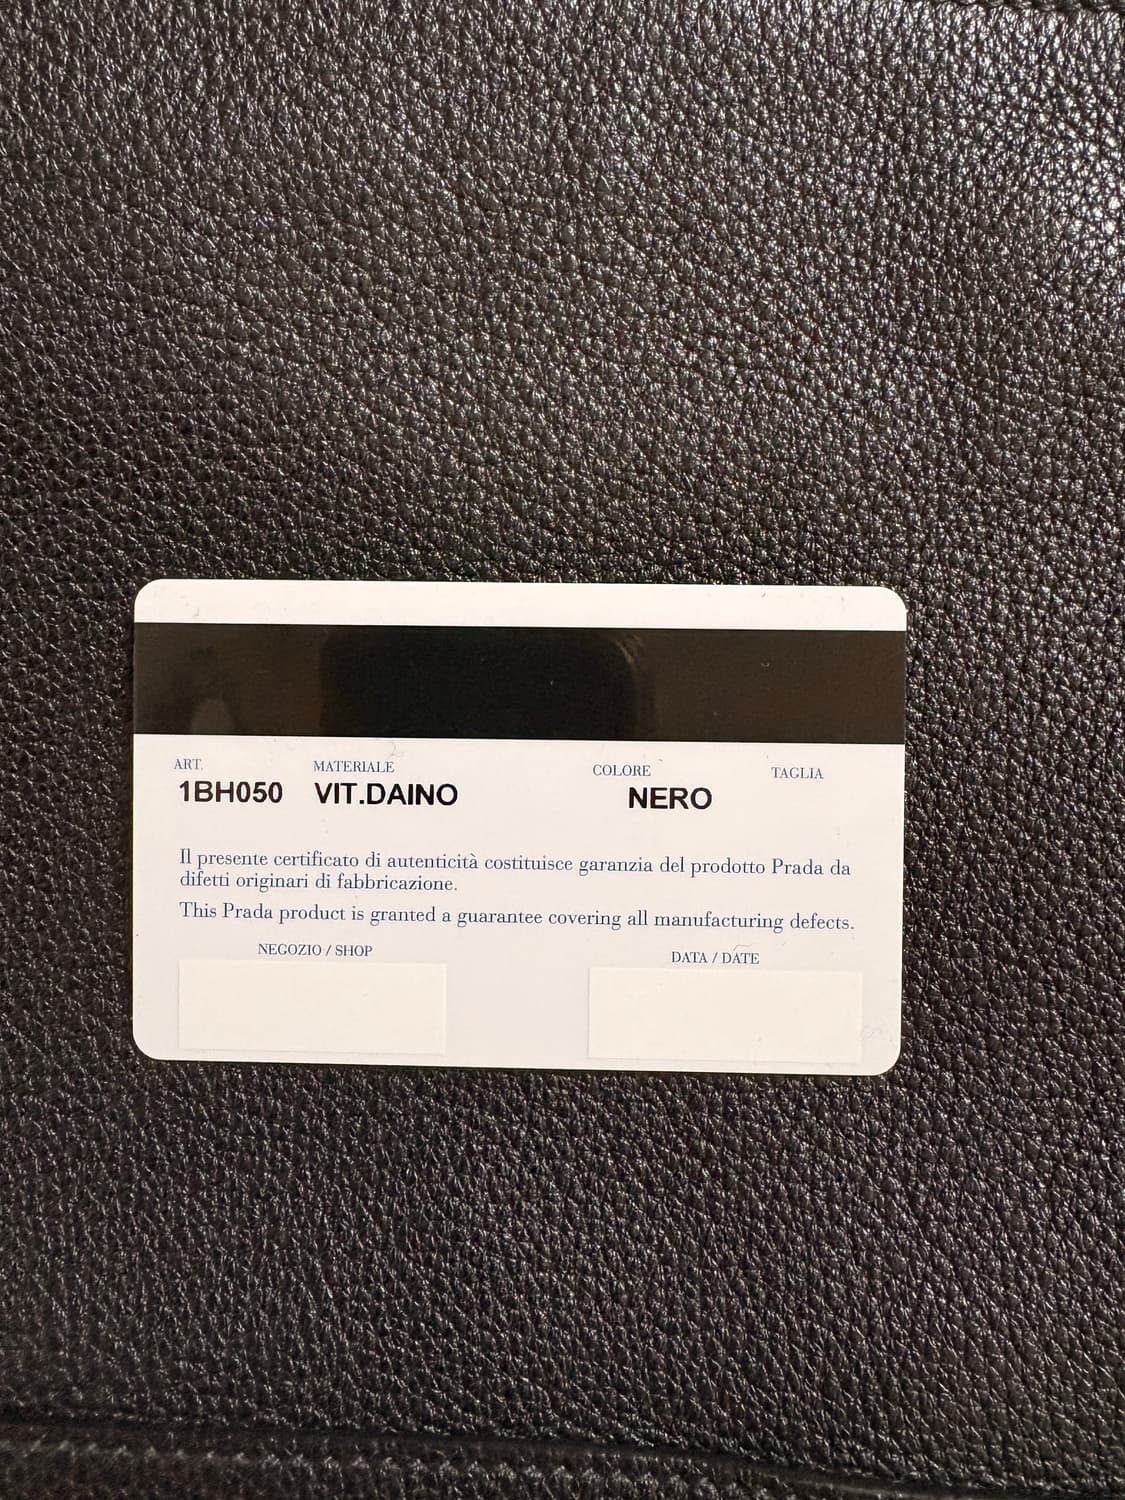 ART. MATERIALE COLORE TAGLIA
1BH050 VIT.DAINO NERO
Il presente certificato di autenticità costituisce garanzia del prodotto Prada da
difetti originari di fabbricazione.
This Prada product is granted a guarantee covering all manufacturing defects.
NEGOZIO / SHOP DATA / DATE